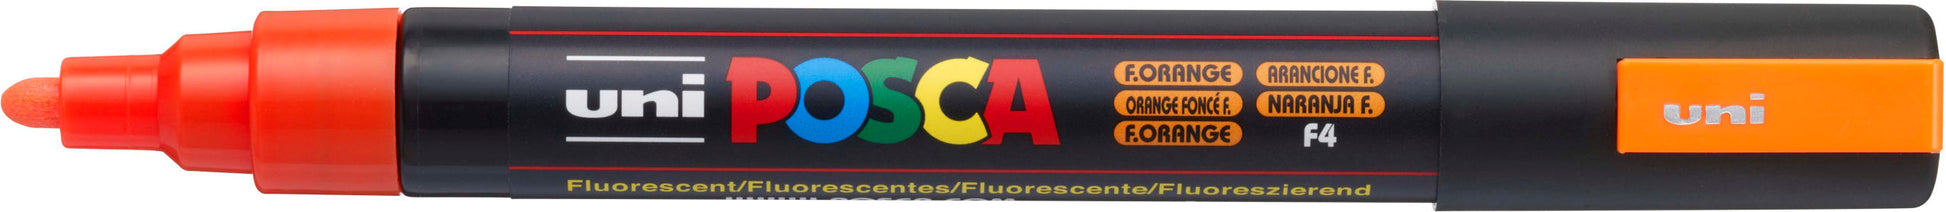 uni POSCA
F.ORANGE
ARANCIONE F.
ORANGE FONCÉ F.
NARANJA F.
F.ORANGE
F4
Fluorescent/Fluorescentes/Fluorescente/Fluoreszierend
uni